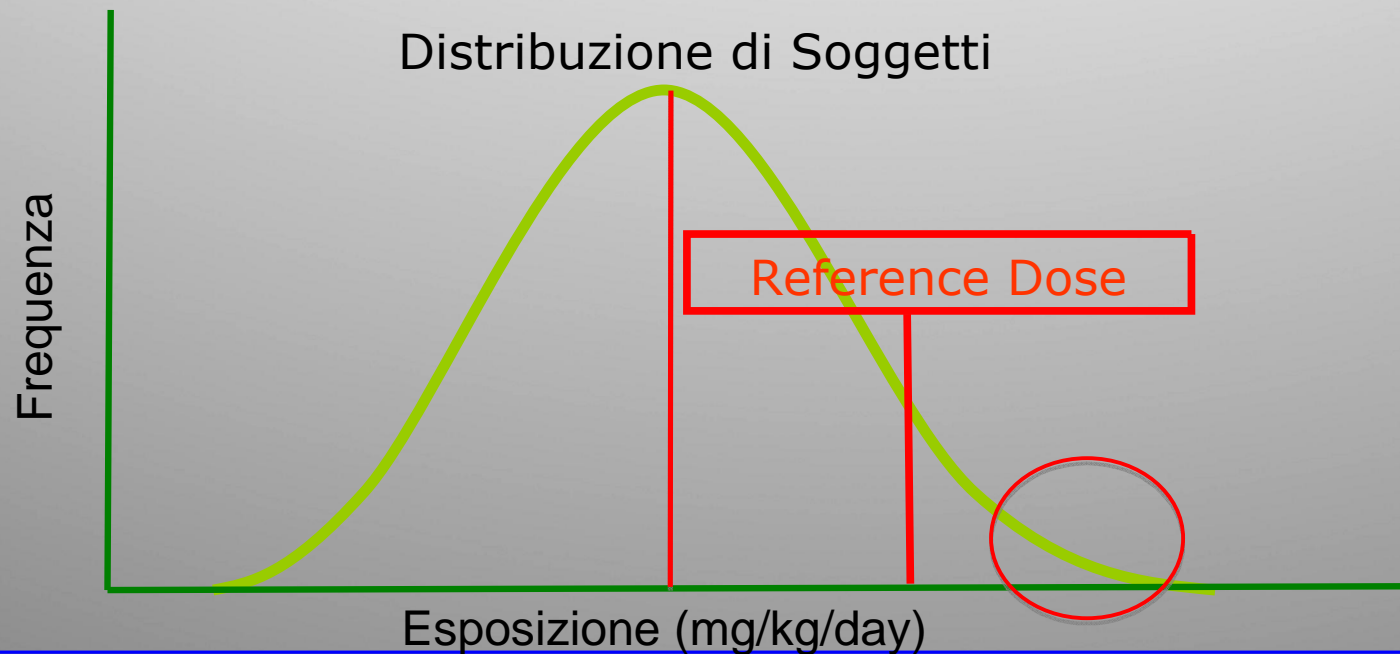 Distribuzione di Soggetti
Frequenza
Reference Dose
Esposizione (mg/kg/day)